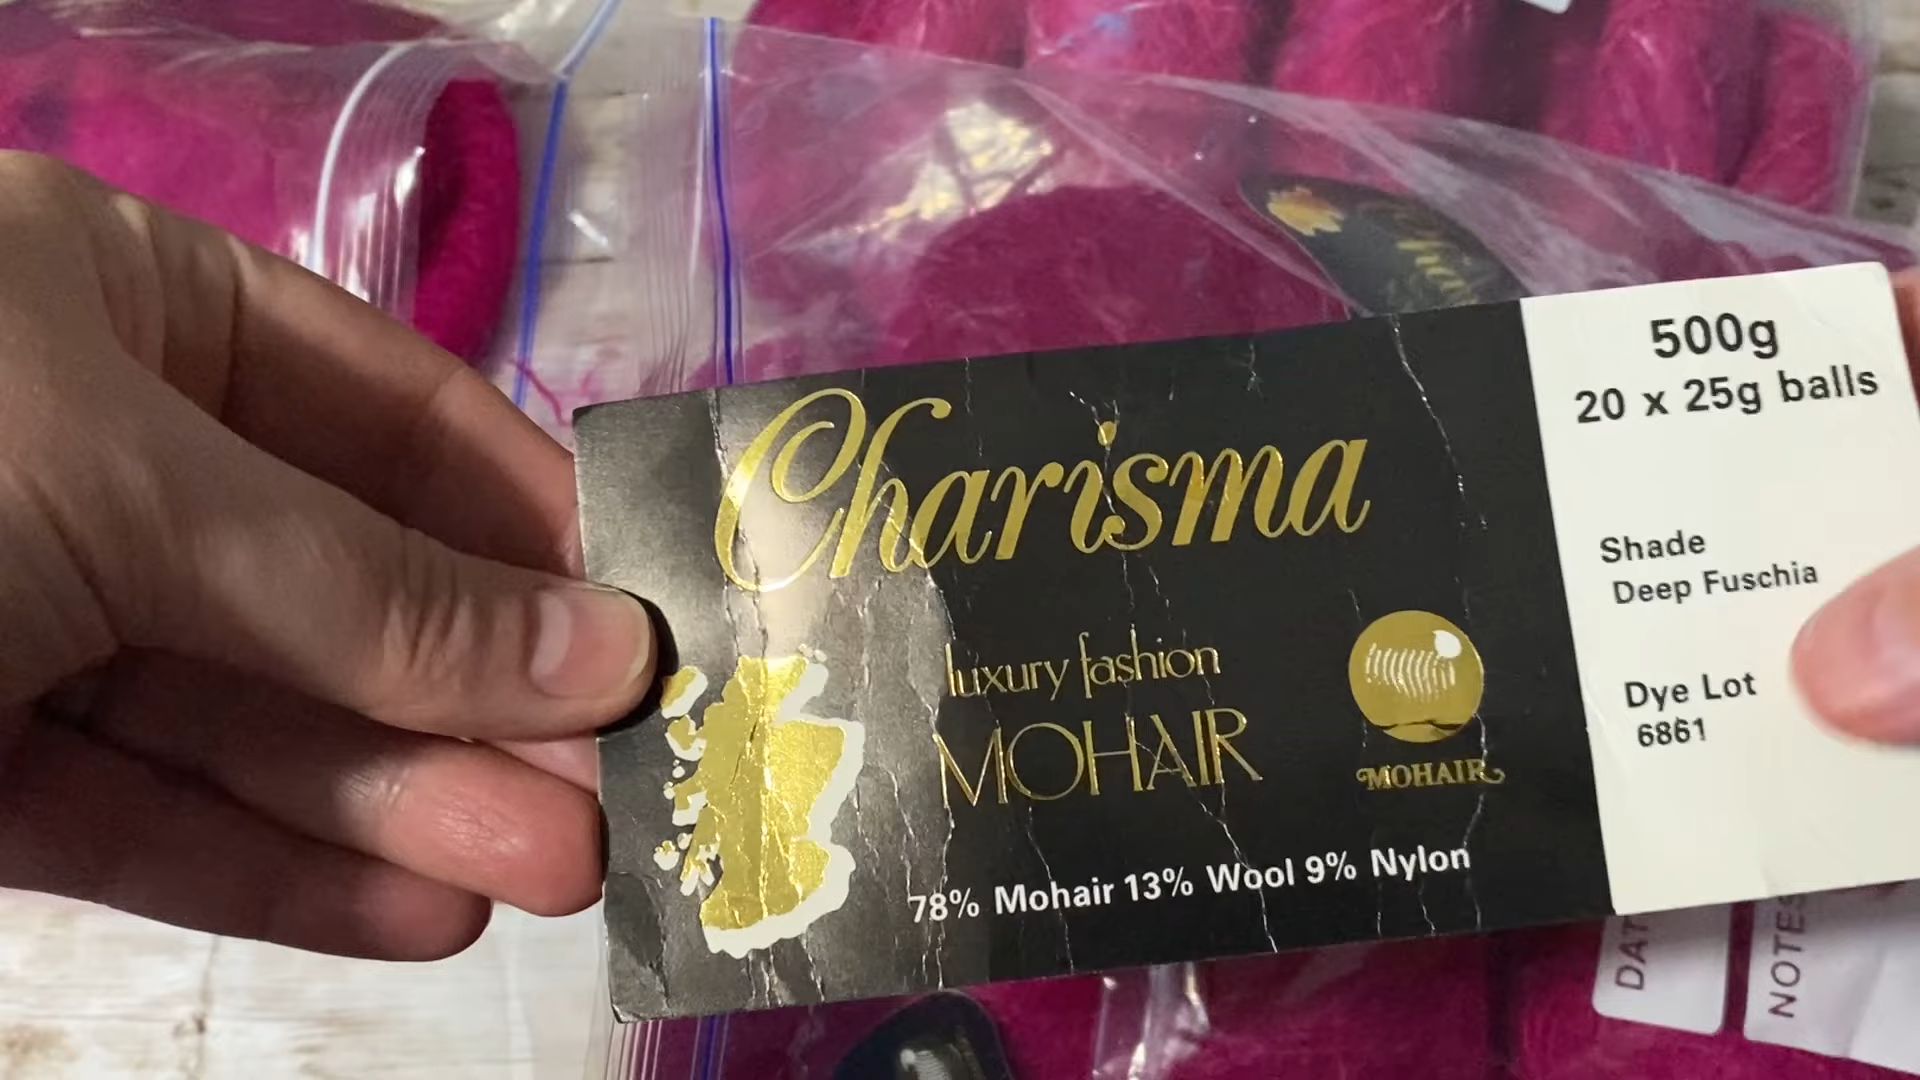 Charisma
luxury fashion
MOHAIR
MOHAIR
78% Mohair 13% Wool 9% Nylon
500g
20 x 25g balls
Shade
Deep Fuschia
Dye Lot
6861
NOTES